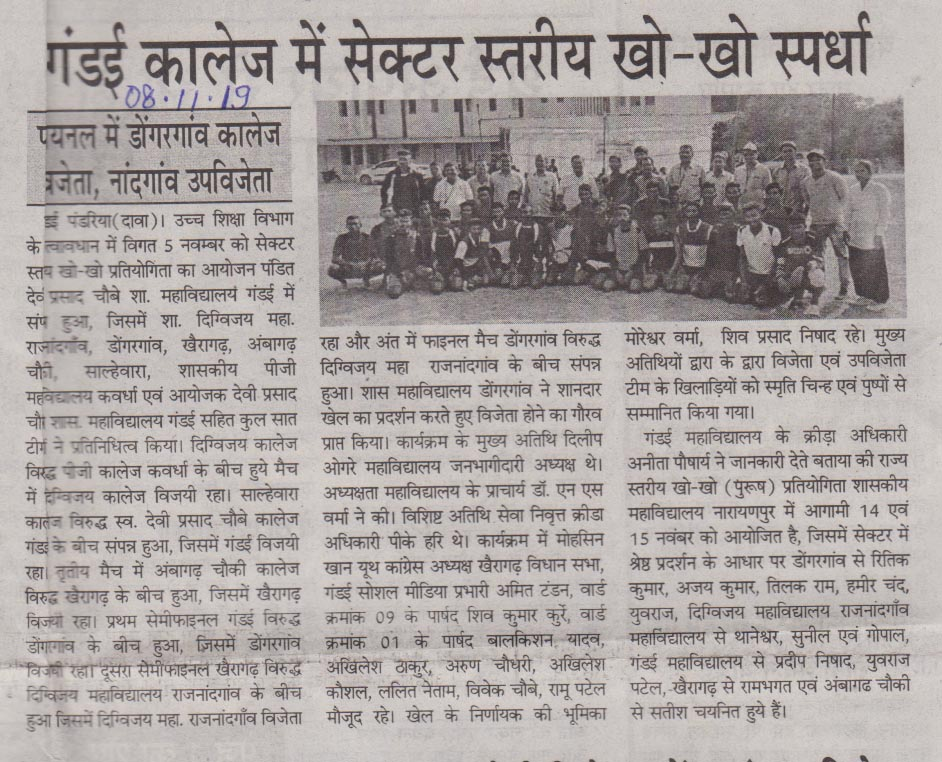 गंडई कालेज में सेक्टर स्तरीय खो-खो स्पर्धा
08.11.19
पयनल में डोंगरगांव कालेज
वजेता, नांदगांव उपविजेता
डई पंडरिया(दावा)। उच्च शिक्षा विभाग
के त्वावधान में विगत 5 नवम्बर को सेक्टर
स्तय खो-खो प्रतियोगिता का आयोजन पंडित
देवी प्रसाद चौबे शा. महाविद्यालय गंडई में
संप हुआ, जिसमें शा. दिग्विजय महा.
राजनांदगाँव, डोंगरगांव, खैरागढ़, अंबागढ़
चौकी, साल्हेवारा, शासकीय पीजी
महाविद्यालय कवर्धा एवं आयोजक देवी प्रसाद
चौ शास. महाविद्यालय गंडई सहित कुल सात
टीम ने प्रतिनिधित्व किया। दिग्विजय कालेज
विरुद्ध पीजी कालेज कवर्धा के बीच हुये मैच
में दिग्विजय कालेज विजयी रहा। साल्हेवारा
कालेज विरुद्ध स्व. देवी प्रसाद चौबे कालेज
गंडई के बीच संपन्न हुआ, जिसमें गंडई विजयी
रहा। तृतीय मैच में अंबागढ़ चौकी कालेज
विरुद्ध खैरागढ़ के बीच हुआ, जिसमें खैरागढ़
विजयी रहा। प्रथम सेमीफाइनल गंडई विरुद्ध
डोंगरगांव के बीच हुआ, जिसमें डोंगरगांव
विजयी रहा। दूसरा सेमीफाइनल खैरागढ़ विरुद्ध
दिग्विजय महाविद्यालय राजनांदगांव के बीच
हुआ जिसमें दिग्विजय महा. राजनांदगाँव विजेता
रहा और अंत में फाइनल मैच डोंगरगांव विरुद्ध
दिग्विजय महा राजनांदगांव के बीच संपन्न
हुआ। शास महाविद्यालय डोंगरगांव ने शानदार
खेल का प्रदर्शन करते हुए विजेता होने का गौरव
प्राप्त किया। कार्यक्रम के मुख्य अतिथि दिलीप
ओगरे महाविद्यालय जनभागीदारी अध्यक्ष थे।
अध्यक्षता महाविद्यालय के प्राचार्य डॉ. एन एस
वर्मा ने की। विशिष्ट अतिथि सेवा निवृत्त क्रीडा
अधिकारी पीके हरि थे। कार्यक्रम में मोहसिन
खान यूथ कांग्रेस अध्यक्ष खैरागढ़ विधान सभा,
गंडई सोशल मीडिया प्रभारी अमित टंडन, वार्ड
क्रमांक 09 के पार्षद शिव कुमार कुर्रे, वार्ड
क्रमांक 01 के पार्षद बालकिशन यादव,
अखिलेश ठाकुर, अरुण चौधरी, अखिलेश
कौशल, ललित नेताम, विवेक चौबे, रामू पटेल
मौजूद रहे। खेल के निर्णायक की भूमिका
मोरेश्वर वर्मा, शिव प्रसाद निषाद रहे। मुख्य
अतिथियों द्वारा के द्वारा विजेता एवं उपविजेता
टीम के खिलाड़ियों को स्मृति चिन्ह एवं पुष्पों से
सम्मानित किया गया।
गंडई महाविद्यालय के क्रीड़ा अधिकारी
अनीता पौषार्य ने जानकारी देते बताया की राज्य
स्तरीय खो-खो (पुरूष) प्रतियोगिता शासकीय
महाविद्यालय नारायणपुर में आगामी 14 एवं
15 नवंबर को आयोजित है, जिसमें सेक्टर में
श्रेष्ठ प्रदर्शन के आधार पर डोंगरगांव से रितिक
कुमार, अजय कुमार, तिलक राम, हमीर चंद,
युवराज, दिग्विजय महाविद्यालय राजनांदगाँव
महाविद्यालय से थानेश्वर, सुनील एवं गोपाल,
गंडई महाविद्यालय से प्रदीप निषाद, युवराज
पटेल, खैरागढ़ से रामभगत एवं अंबागढ चौकी
से सतीश चयनित हुये हैं।